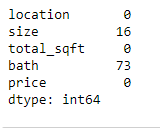 location 0
size 16
total_sqft 0
bath 73
price 0
dtype: int64